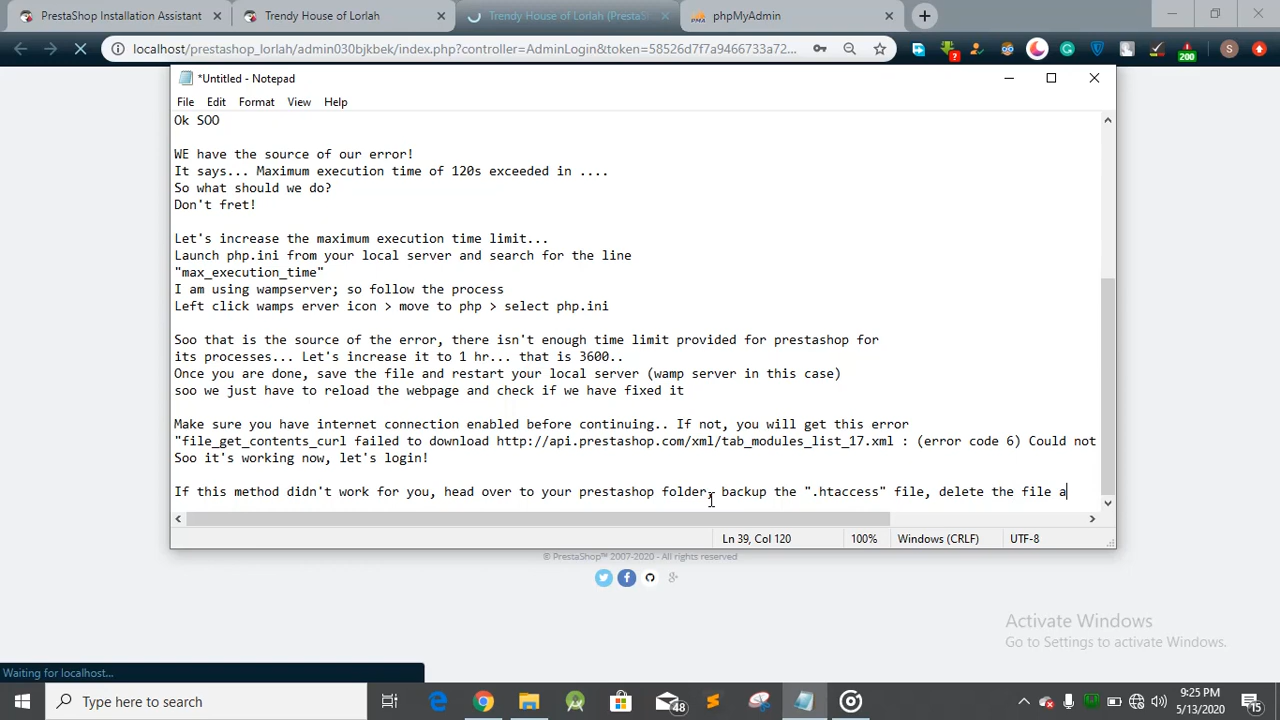 PrestaShop Installation Assistant
Trendy House of Lorlah
Trendy House of Lorlah (PrestaS
phpMyAdmin
localhost/prestashop_lorlah/admin030bjkbek/index.php?controller=AdminLogin&token=58526d7f7a9466733a72...
?
200
S
*Untitled - Notepad
File Edit Format View Help
Ok SOO
WE have the source of our error!
It says... Maximum execution time of 120s exceeded in ....
So what should we do?
Don't fret!
Let's increase the maximum execution time limit...
Launch php.ini from your local server and search for the line
"max_execution_time"
I am using wampserver; so follow the process
Left click wamps erver icon > move to php > select php.ini
Soo that is the source of the error, there isn't enough time limit provided for prestashop for
its processes... Let's increase it to 1 hr... that is 3600..
Once you are done, save the file and restart your local server (wamp server in this case)
soo we just have to reload the webpage and check if we have fixed it
Make sure you have internet connection enabled before continuing.. If not, you will get this error
"file_get_contents_curl failed to download http://api.prestashop.com/xml/tab_modules_list_17.xml : (error code 6) Could not
Soo it's working now, let's login!
If this method didn't work for you, head over to your prestashop folder, backup the ".htaccess" file, delete the file a
Ln 39, Col 120
100%
Windows (CRLF)
UTF-8
© PrestaShop™ 2007-2020 - All rights reserved
Activate Windows
Go to Settings to activate Windows.
Waiting for localhost...
Type here to search
48
9:25 PM
5/13/2020
15